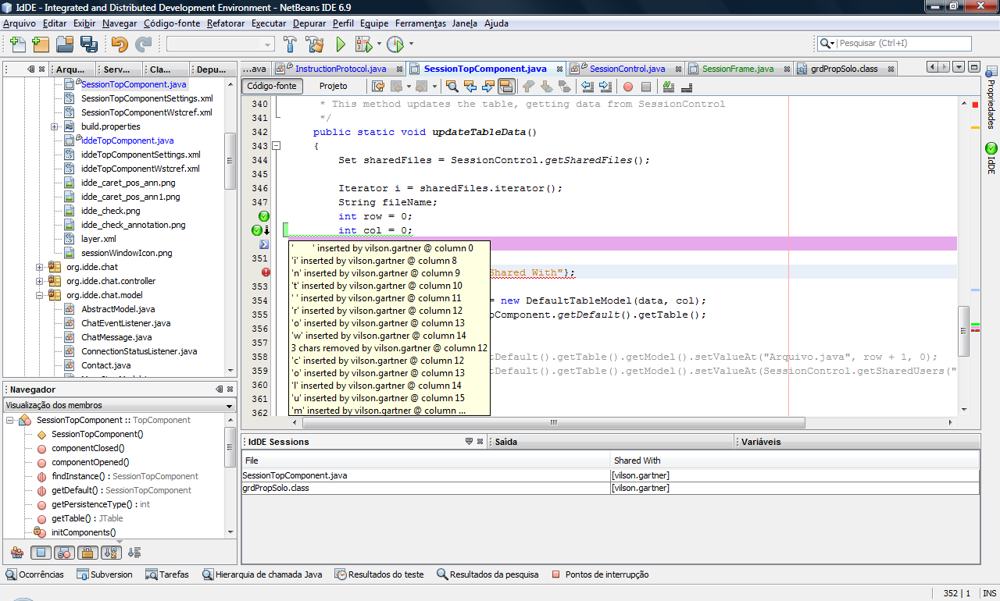 IdDE - Integrated and Distributed Development Environment - NetBeans IDE 6.9
Arquivo Editar Exibir Navegar Código-fonte Refatorar Executar Depurar Perfil Equipe Ferramentas Janela Ajuda
Pesquisar (Ctrl+I)
Arqu... Serv... Cla... Depu...
SessionTopComponent.java
SessionTopComponentSettings.xml
SessionTopComponentWstcref.xml
build.properties
iddeTopComponent.java
iddeTopComponentSettings.xml
iddeTopComponentWstcref.xml
idde_caret_pos_ann.png
idde_caret_pos_ann1.png
idde_check.png
idde_check_annotation.png
layer.xml
sessionWindowIcon.png
org.idde.chat
org.idde.chat.controller
org.idde.chat.model
AbstractModel.java
ChatEventListener.java
ChatMessage.java
ConnectionStatusListener.java
Contact.java
Navegador
Visualização dos membros
SessionTopComponent :: TopComponent
SessionTopComponent()
componentClosed()
componentOpened()
findInstance() : SessionTopComponent
getDefault() : SessionTopComponent
getPersistenceType() : int
getTable() : JTable
initComponents()
...ava InstructionProtocol.java SessionTopComponent.java SessionControl.java SessionFrame.java grdPropSolo.class
Código-fonte Projeto
340 * This method updates the table, getting data from SessionControl
341 */
342 public static void updateTableData()
343 {
344 Set sharedFiles = SessionControl.getSharedFiles();
345
346 Iterator i = sharedFiles.iterator();
347 String fileName;
int row = 0;
int col = 0;
' ' inserted by vilson.gartner @ column 0
'i' inserted by vilson.gartner @ column 8
'n' inserted by vilson.gartner @ column 9
't' inserted by vilson.gartner @ column 10
' ' inserted by vilson.gartner @ column 11
'r' inserted by vilson.gartner @ column 12
'o' inserted by vilson.gartner @ column 13
'w' inserted by vilson.gartner @ column 14
3 chars removed by vilson.gartner @ column 12
'c' inserted by vilson.gartner @ column 12
'o' inserted by vilson.gartner @ column 13
'l' inserted by vilson.gartner @ column 14
'u' inserted by vilson.gartner @ column 15
'm' inserted by vilson.gartner @ column ...
351
Shared With"};
353
354 = new DefaultTableModel(data, col);
355 pComponent.getDefault().getTable();
356
357
358 tDefault().getTable().getModel().setValueAt("Arquivo.java", row + 1, 0);
359 tDefault().getTable().getModel().setValueAt(SessionControl.getSharedUsers("
360
361
362
Propriedades
IdDE
IdDE Sessions Saída Variáveis
File Shared With
SessionTopComponent.java [vilson.gartner]
grdPropSolo.class [vilson.gartner]
Ocorrências Subversion Tarefas Hierarquia de chamada Java Resultados do teste Resultados da pesquisa Pontos de interrupção
352 | 1 INS